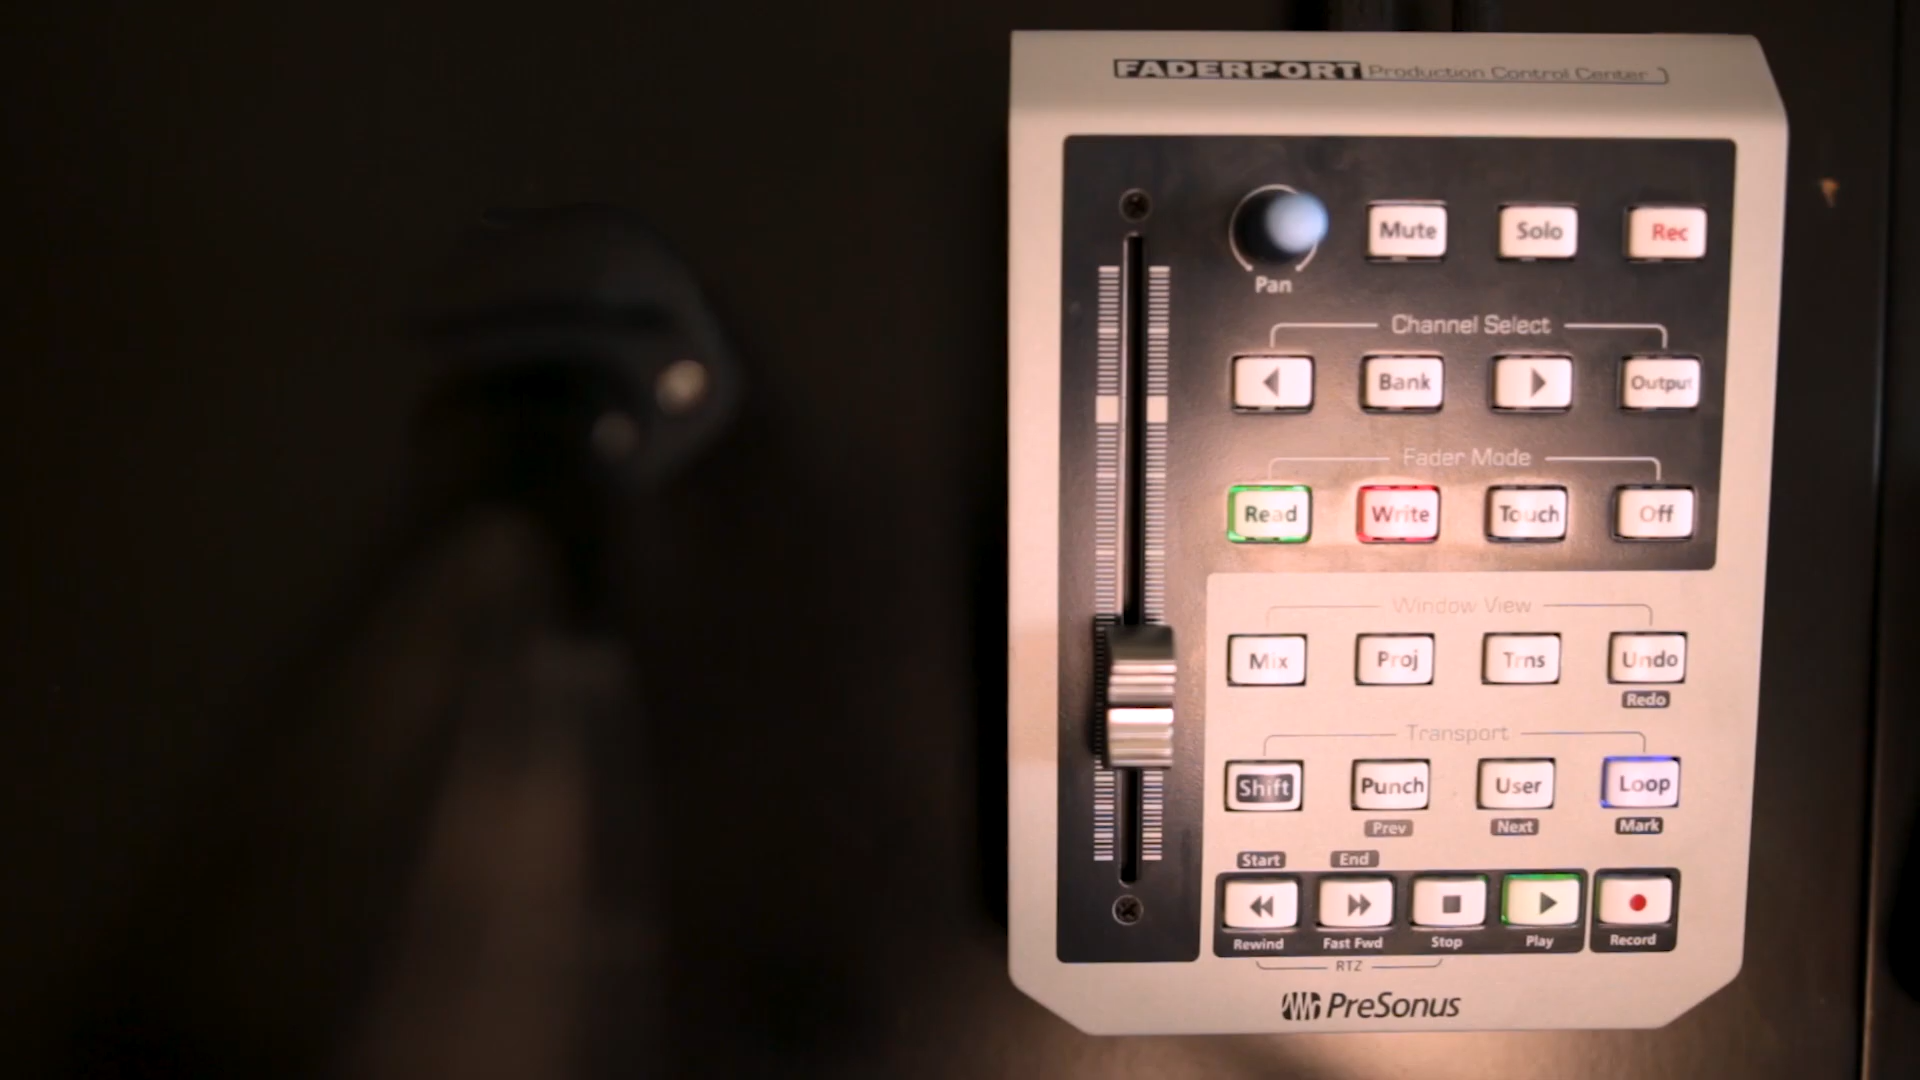 FADERPORT Production Control Center
Pan Mute Solo Rec
Channel Select
Bank Output
Fader Mode
Read Write Touch Off
Window View
Mix Proj Trns Undo
Redo
Transport
Shift Punch User Loop
Prev Next Mark
Start End
Rewind Fast Fwd Stop Play Record
RTZ
PreSonus